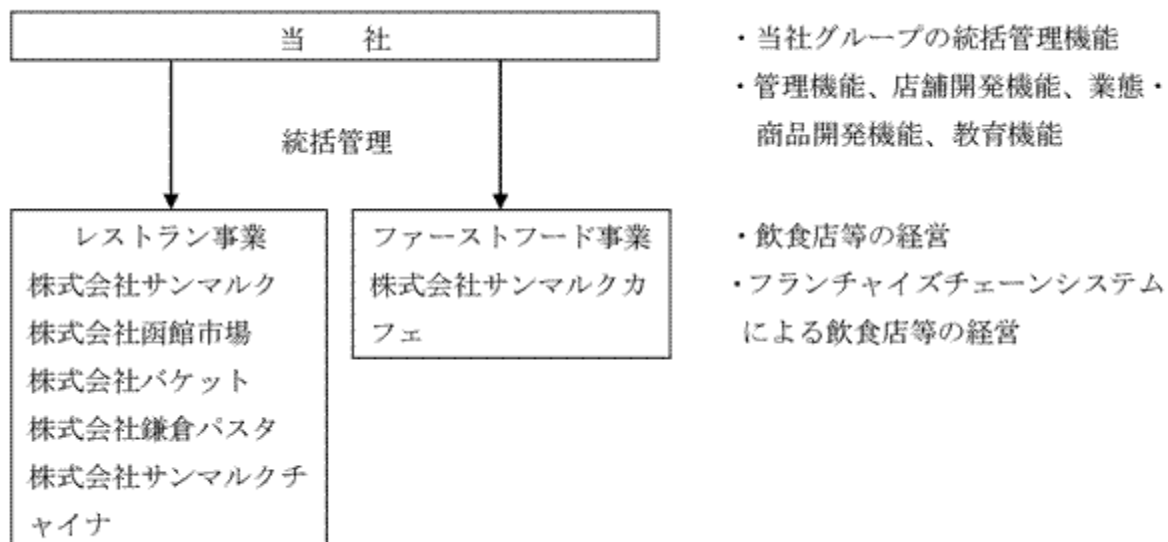 当　　社
・当社グループの統括管理機能
・管理機能、店舗開発機能、業態・
商品開発機能、教育機能
統括管理
レストラン事業
株式会社サンマルク
株式会社函館市場
株式会社バケット
株式会社鎌倉パスタ
株式会社サンマルクチ
ャイナ
ファーストフード事業
株式会社サンマルクカ
フェ
・飲食店等の経営
・フランチャイズチェーンシステム
による飲食店等の経営